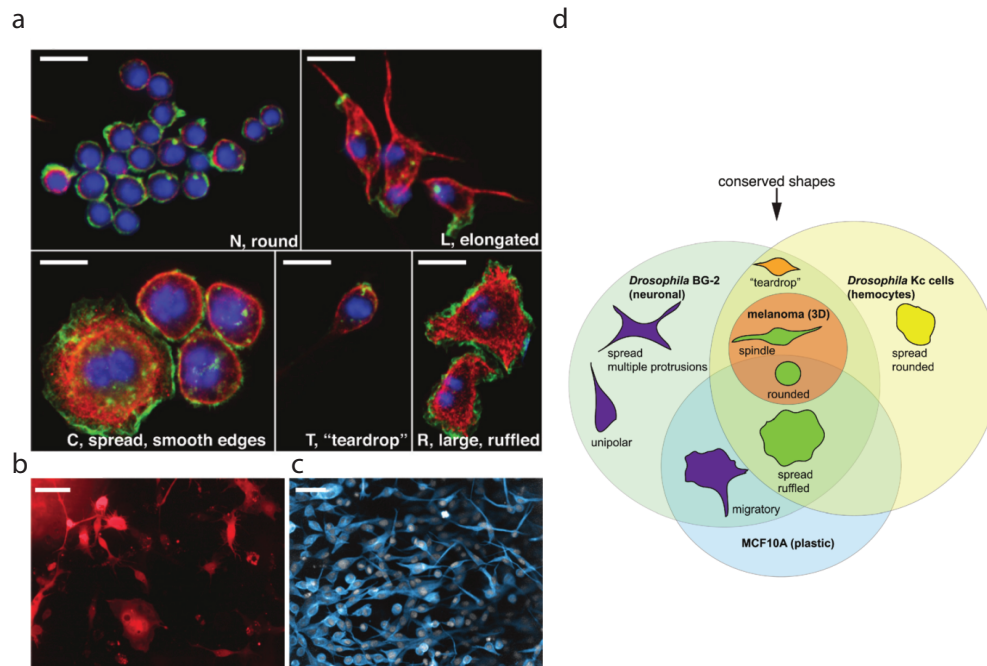 a
N, round
L, elongated
C, spread, smooth edges
T, “teardrop”
R, large, ruffled
b
c
d
conserved shapes
Drosophila BG-2
(neuronal)
“teardrop”
Drosophila Kc cells
(hemocytes)
melanoma (3D)
spindle
rounded
spread
multiple protrusions
spread
rounded
unipolar
spread
ruffled
migratory
MCF10A (plastic)